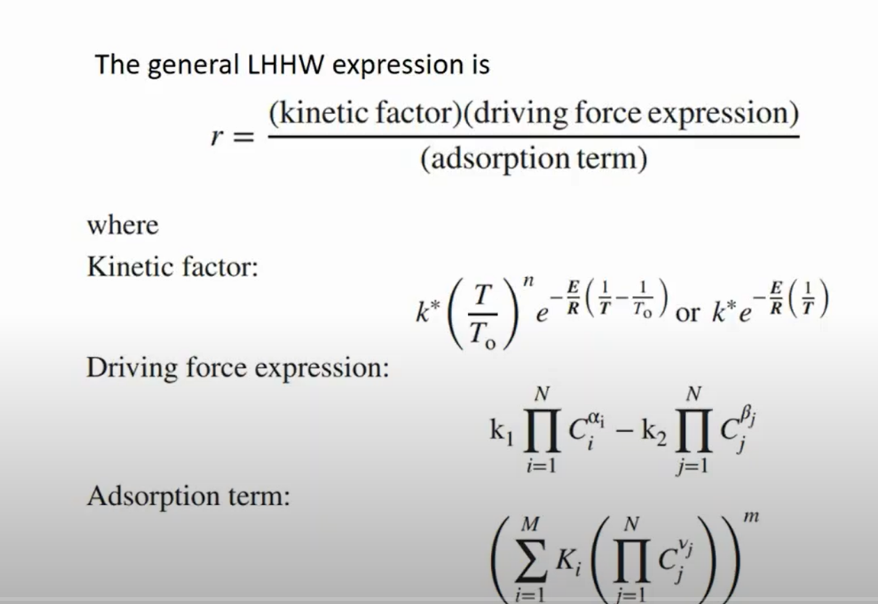 The general LHHW expression is
r = (kinetic factor)(driving force expression) / (adsorption term)
where
Kinetic factor:
k*(T/T₀)ⁿ e^(−E/R(1/T − 1/T₀)) or k*e^(−E/R(1/T))
Driving force expression:
k₁ ∏_{i=1}^{N} C_i^{α_i} − k₂ ∏_{j=1}^{N} C_j^{β_j}
Adsorption term:
(∑_{i=1}^{M} K_i (∏_{j=1}^{N} C_j^{ν_j}))^m